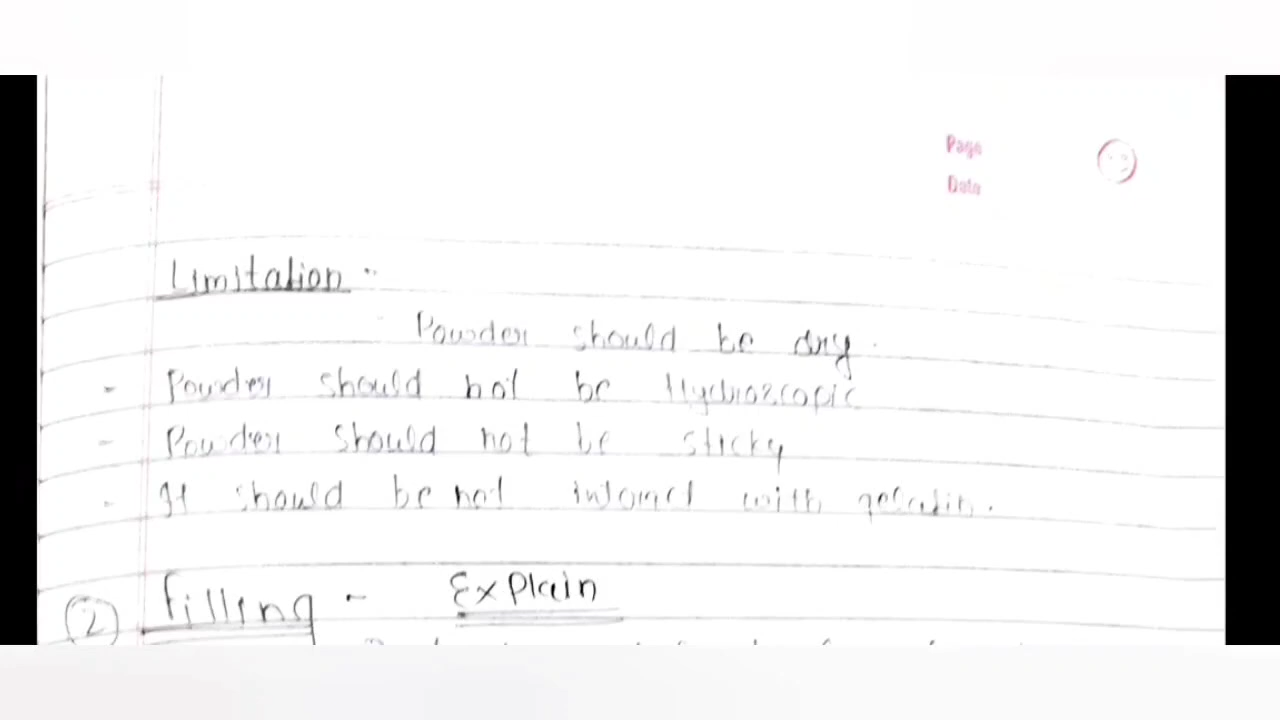 Page
Date
Limitation :-
Powder should be dry.
- Powder should not be Hydroscopic
- Powder should not be sticky
- It should be not interact with gelatin.
② Filling - Explain